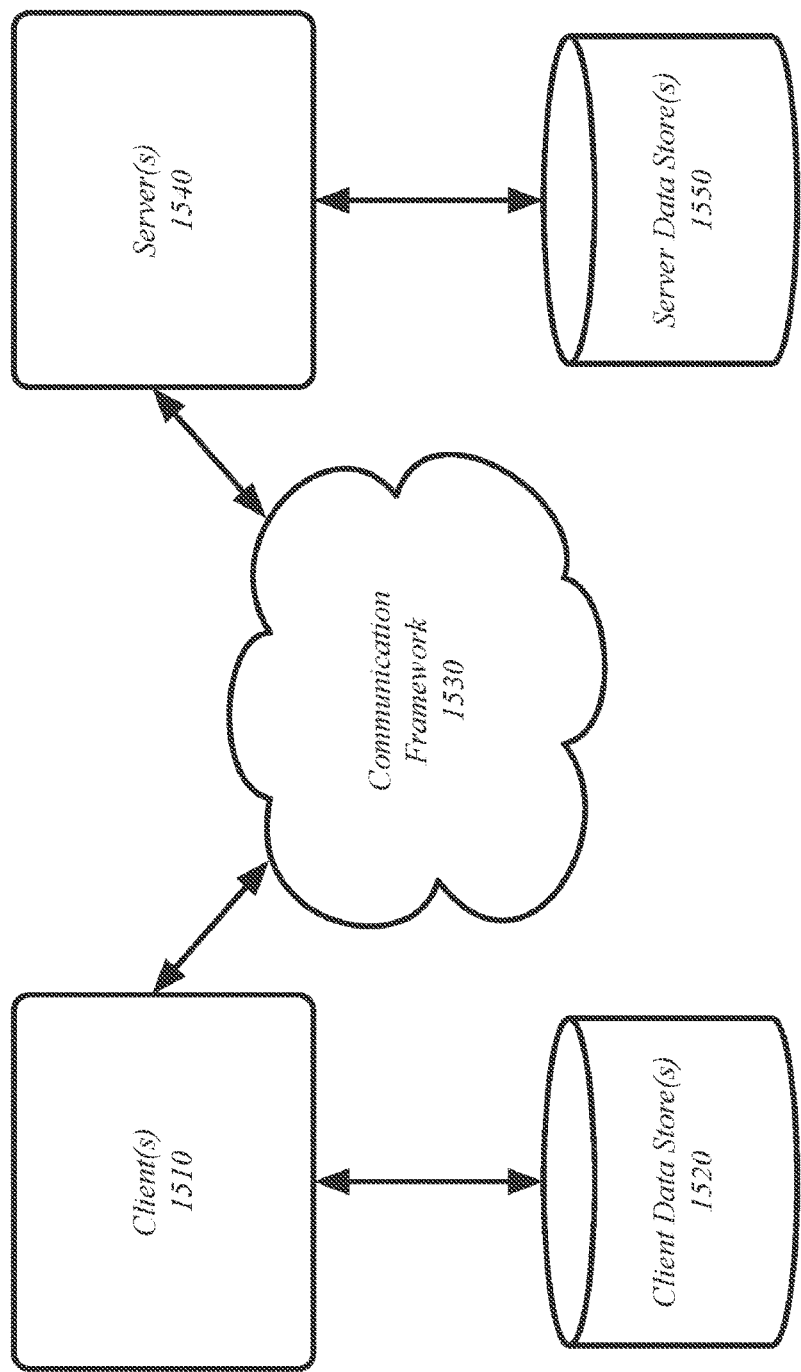 Client(s)
1510
Client Data Store(s)
1520
Communication
Framework
1530
Server(s)
1540
Server Data Store(s)
1550